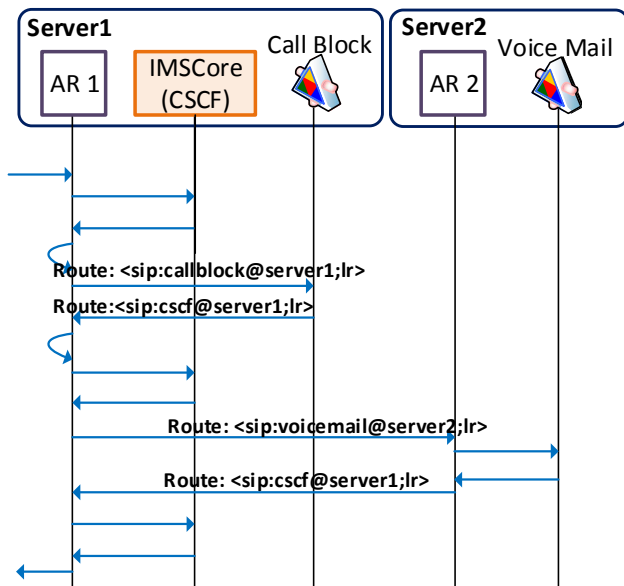 Server1
Call Block
Server2
Voice Mail
AR 1
IMSCore
(CSCF)
AR 2
Route: <sip:callblock@server1;lr>
Route:<sip:cscf@server1;lr>
Route: <sip:voicemail@server2;lr>
Route: <sip:cscf@server1;lr>